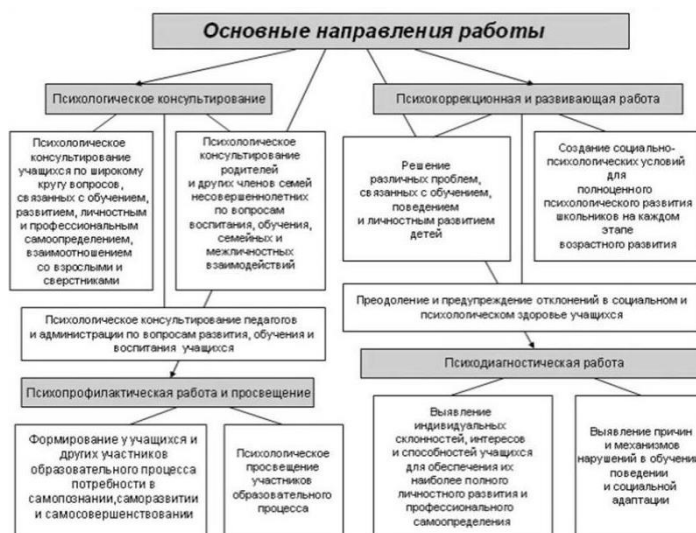 Основные направления работы
Психологическое консультирование
Психокоррекционная и развивающая работа
Психологическое
консультирование
учащихся по широкому
кругу вопросов,
связанных с обучением,
развитием, личностным
и профессиональным
самоопределением,
взаимоотношением
со взрослыми и
сверстниками
Психологическое
консультирование
родителей
и других членов семей
несовершеннолетних
по вопросам
воспитания, обучения,
семейных и
межличностных
взаимодействий
Решение
различных проблем,
связанных с обучением,
поведением
и личностным развитием
детей
Создание социально-
психологических условий
для
полноценного
психологического развития
школьников на каждом
этапе
возрастного развития
Психологическое консультирование педагогов
и администрации по вопросам развития, обучения и
воспитания учащихся
Преодоление и предупреждение отклонений в социальном и
психологическом здоровье учащихся
Психопрофилактическая работа и просвещение
Психодиагностическая работа
Формирование у учащихся и
других участников
образовательного процесса
потребности в
самопознании,саморазвитии
и самосовершенствовании
Психологическое
просвещение
участников
образовательного
процесса
Выявление
индивидуальных
склонностей, интересов
и способностей учащихся
для обеспечения их
наиболее полного
личностного развития и
профессионального
самоопределения
Выявление причин
и механизмов
нарушений в обучении
поведении
и социальной
адаптации